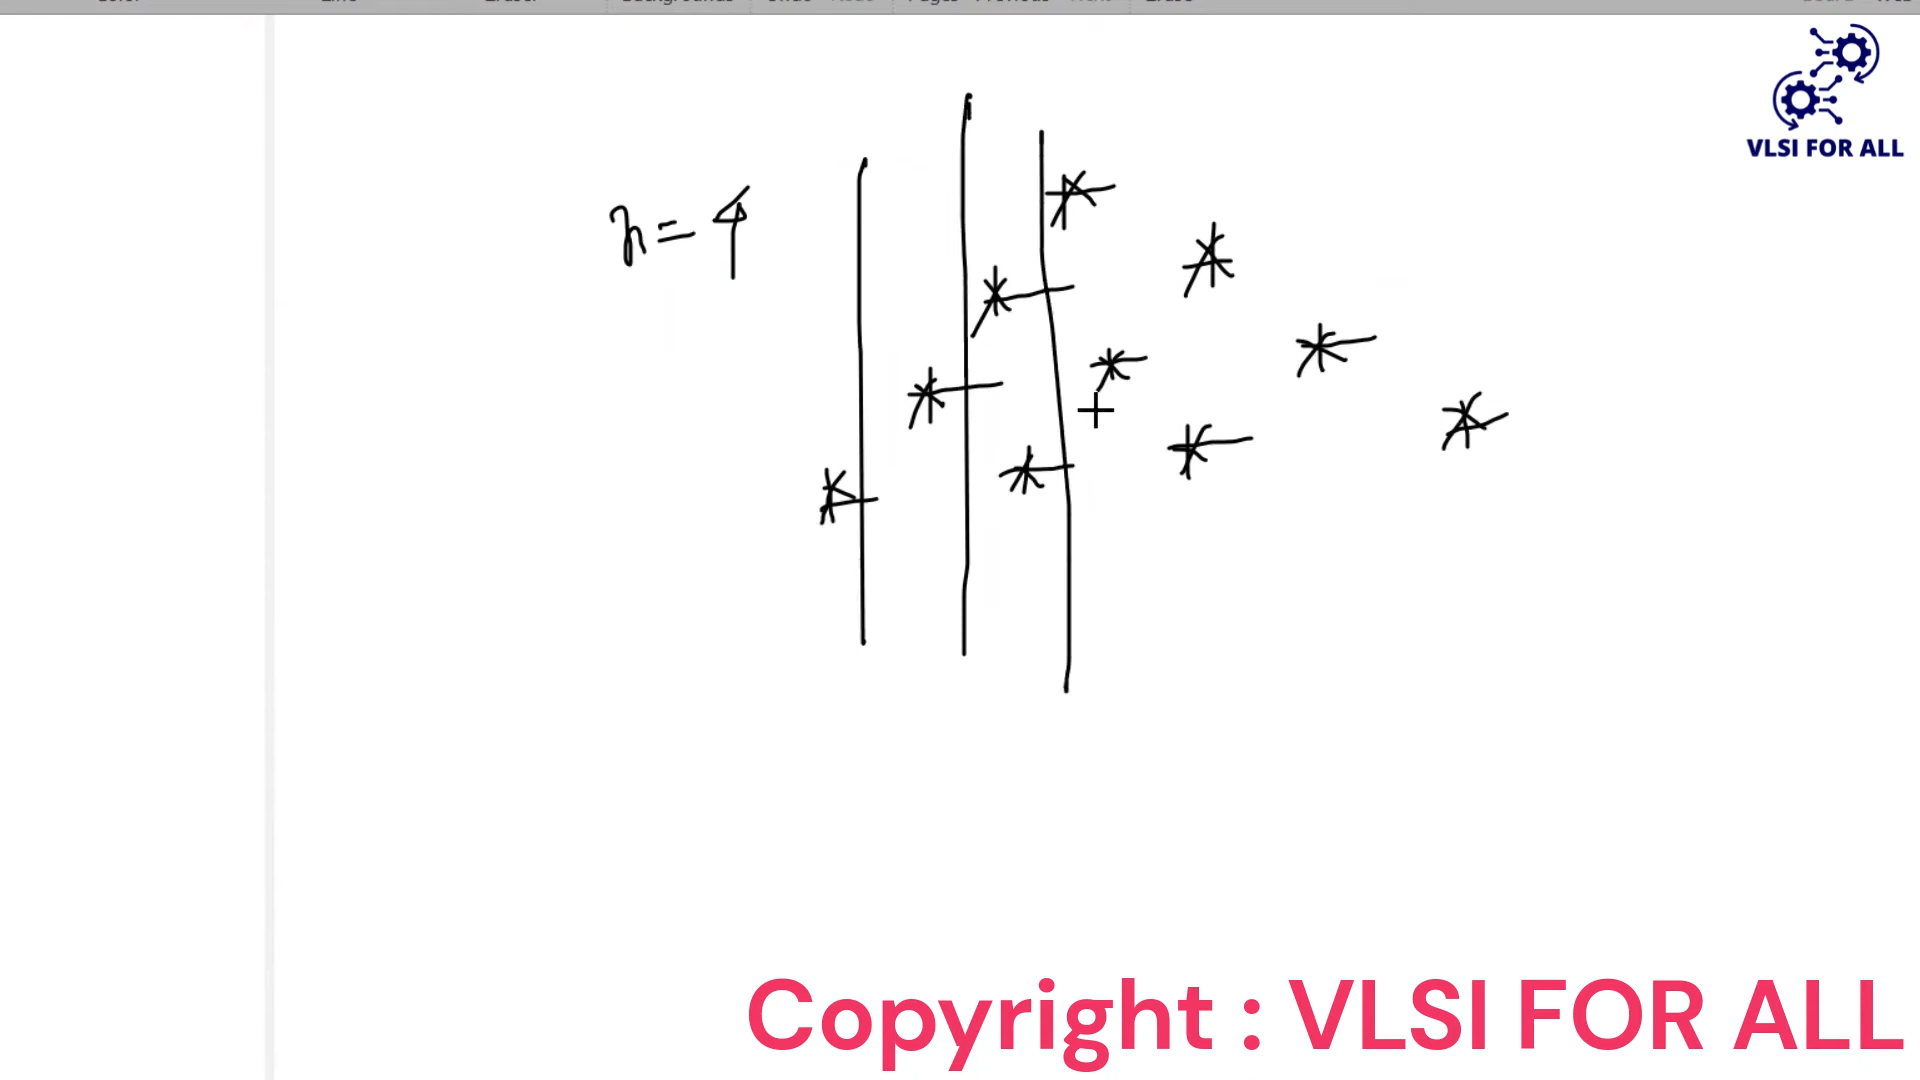 VLSI FOR ALL
n = 4
*
* *
* * *
* * * *
Copyright : VLSI FOR ALL